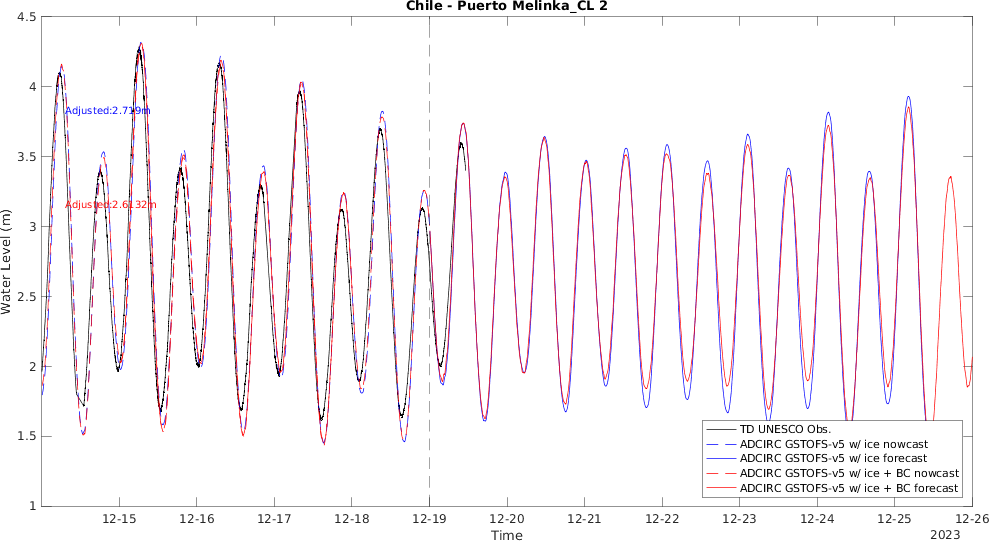 Chile - Puerto Melinka_CL 2
4.5
4
3.5
3
2.5
2
1.5
1
Water Level (m)
Adjusted:2.719m
Adjusted:2.6132m
TD UNESCO Obs.
ADCIRC GSTOFS-v5 w/ ice nowcast
ADCIRC GSTOFS-v5 w/ ice forecast
ADCIRC GSTOFS-v5 w/ ice + BC nowcast
ADCIRC GSTOFS-v5 w/ ice + BC forecast
12-15 12-16 12-17 12-18 12-19 12-20 12-21 12-22 12-23 12-24 12-25 12-26
Time
2023